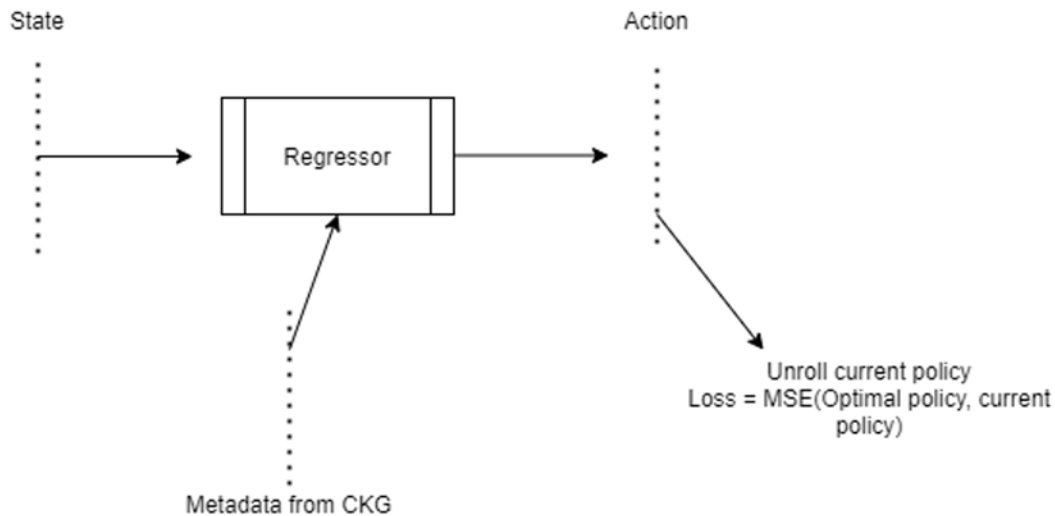 State
Action
Regressor
Unroll current policy
Loss = MSE(Optimal policy, current
policy)
Metadata from CKG